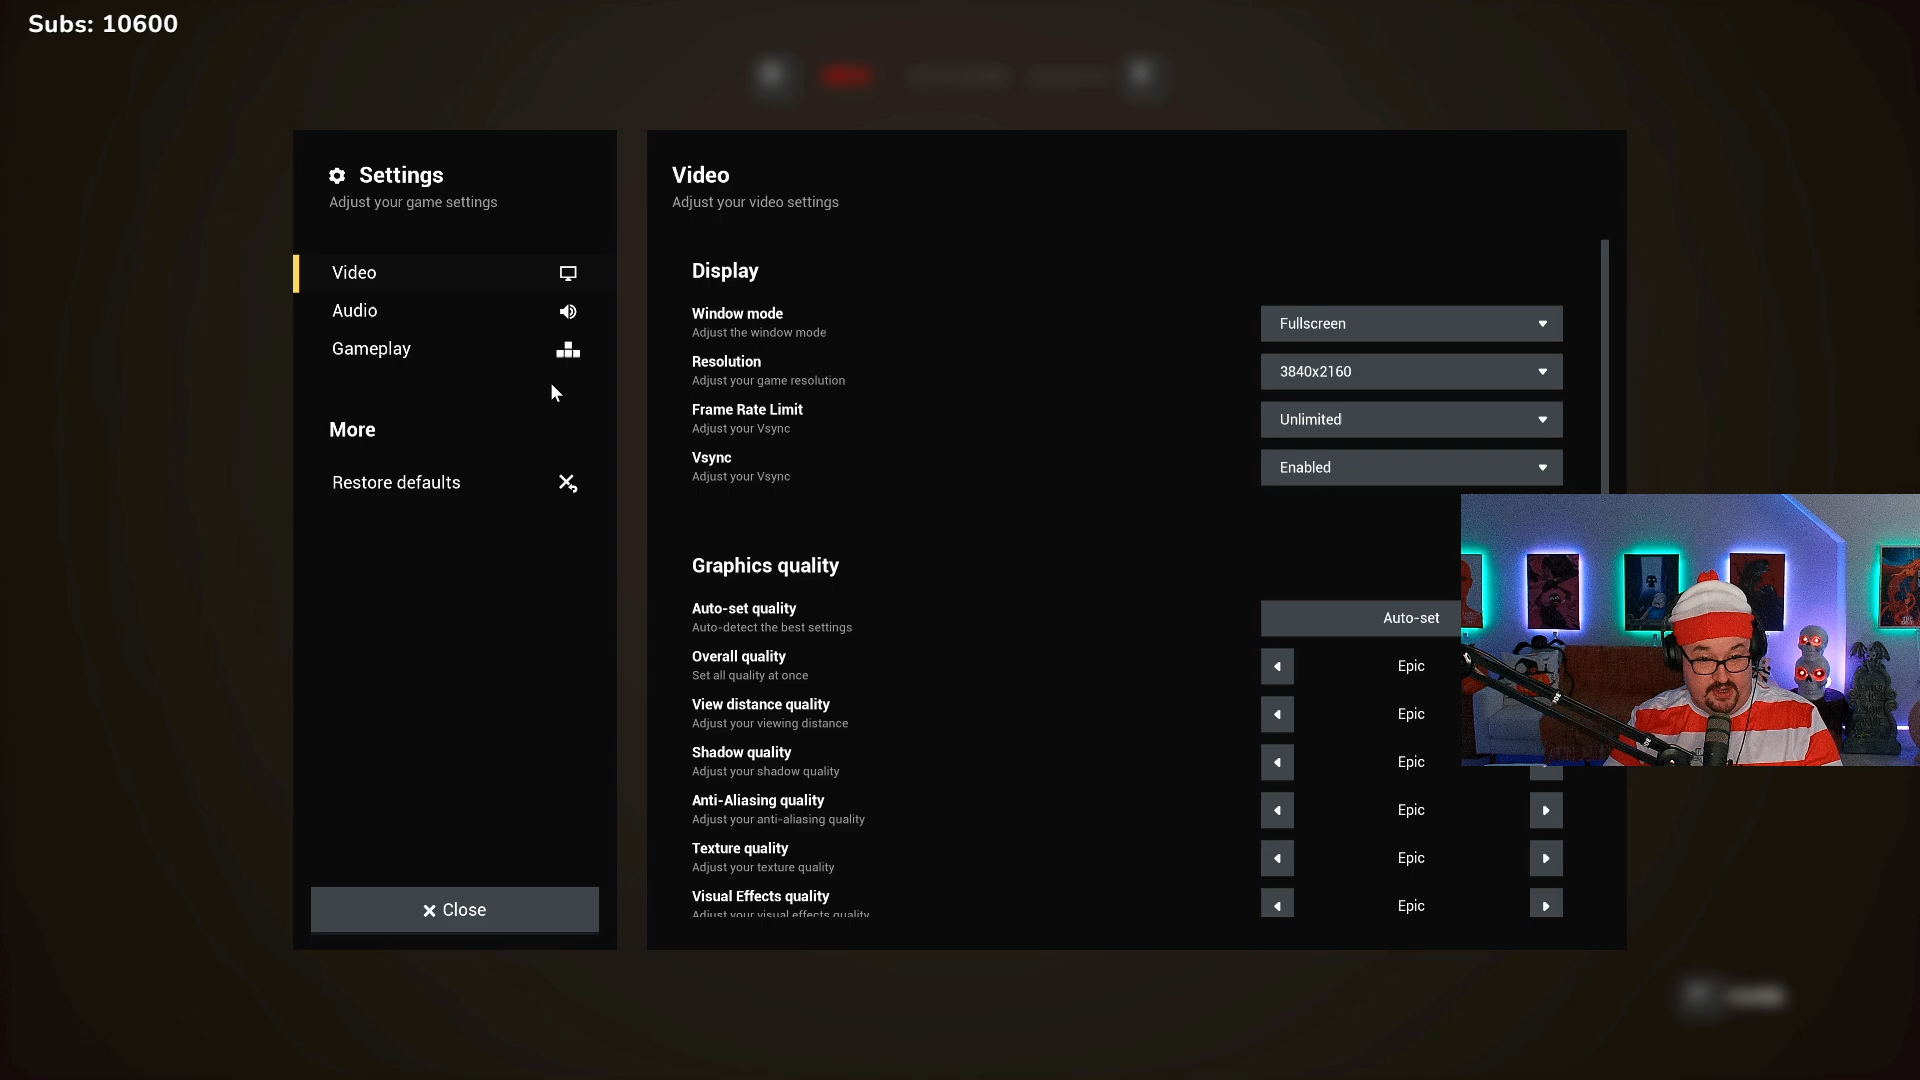 Subs: 10600
Settings
Adjust your game settings
Video
Audio
Gameplay
More
Restore defaults
Close
Video
Adjust your video settings
Display
Window mode
Adjust the window mode
Fullscreen
Resolution
Adjust your game resolution
3840x2160
Frame Rate Limit
Adjust your Vsync
Unlimited
Vsync
Adjust your Vsync
Enabled
Graphics quality
Auto-set quality
Auto-detect the best settings
Auto-set
Overall quality
Set all quality at once
Epic
View distance quality
Adjust your viewing distance
Epic
Shadow quality
Adjust your shadow quality
Epic
Anti-Aliasing quality
Adjust your anti-aliasing quality
Epic
Texture quality
Adjust your texture quality
Epic
Visual Effects quality
Adjust your visual effects quality
Epic